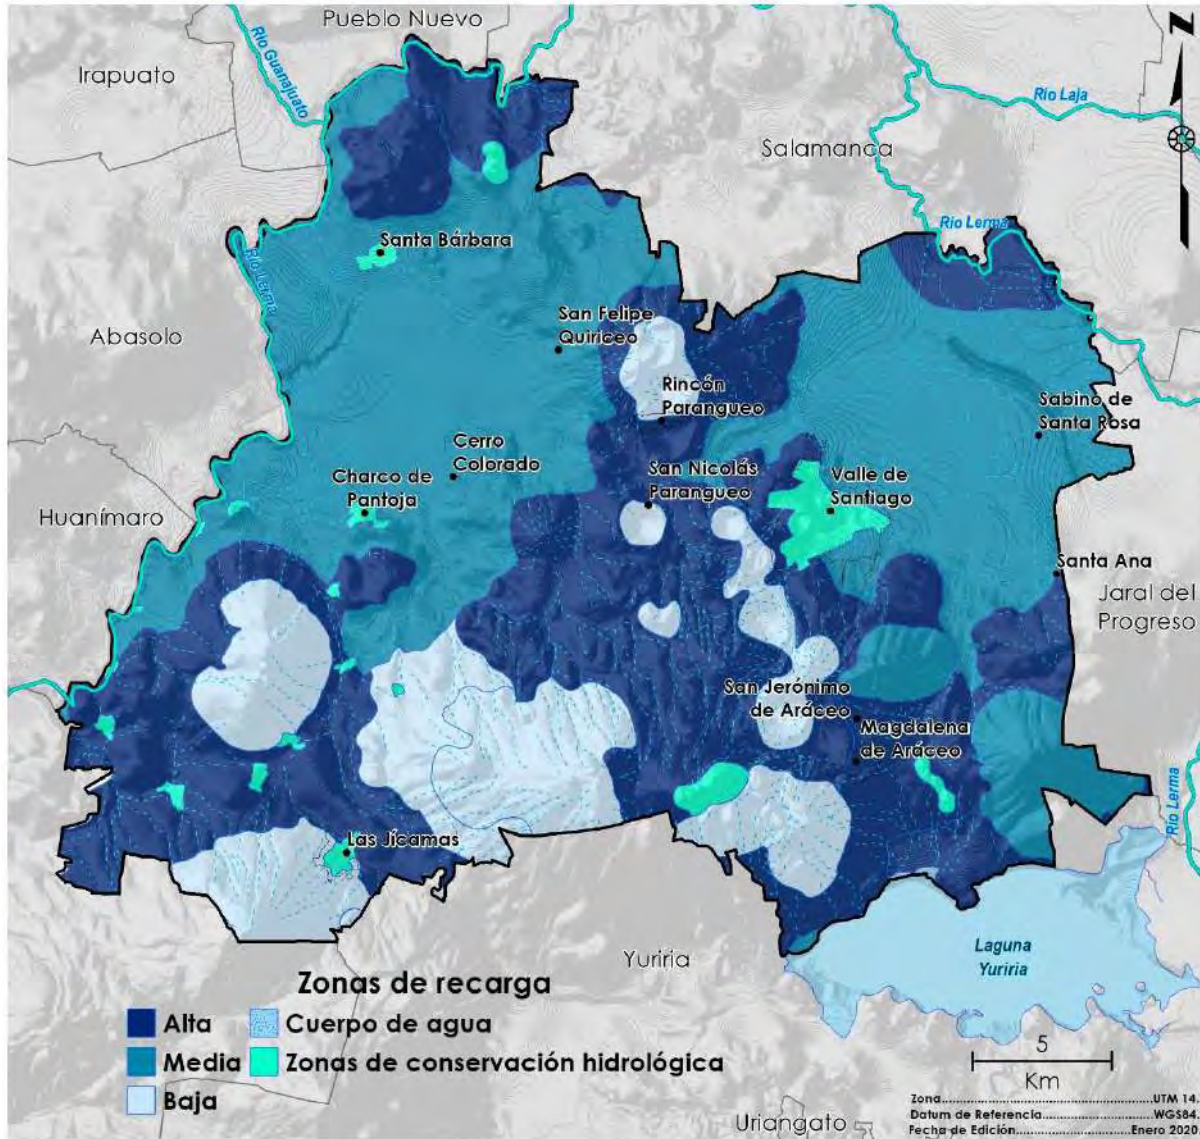 Pueblo Nuevo
Irapuato
Río Guanajuato
N
Río Laja
Salamanca
Río Lerma
Santa Bárbara
Río Lerma
Abasolo
San Felipe
Quiriceo
Rincón
Parangueo
Sabino de
Santa Rosa
Cerro
Colorado
Charco de
Pantoja
San Nicolás
Parangueo
Valle de
Santiago
Huanímaro
Santa Ana
Jaral del
Progreso
San Jerónimo
de Aráceo
Magdalena
de Aráceo
Río Lerma
Las Jícamas
Yuriria
Laguna
Yuriria
Zonas de recarga
Alta
Cuerpo de agua
Media
Zonas de conservación hidrológica
Baja
5
Km
Uriangato
Zona..............................UTM 14.
Datum de Referencia....................WGS84.
Fecha de Edición................Enero 2020